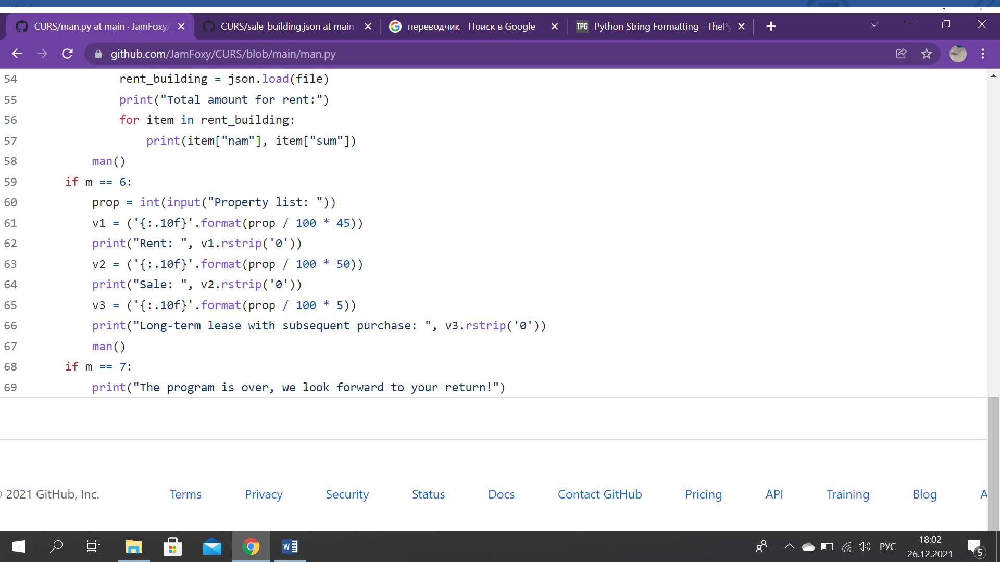 CURS/man.py at main · JamFoxy/
CURS/sale_building.json at main
переводчик - Поиск в Google
TPG Python String Formatting - ThePy
github.com/JamFoxy/CURS/blob/main/man.py
54 rent_building = json.load(file)
55 print("Total amount for rent:")
56 for item in rent_building:
57 print(item["nam"], item["sum"])
58 man()
59 if m == 6:
60 prop = int(input("Property list: "))
61 v1 = ('{:.10f}'.format(prop / 100 * 45))
62 print("Rent: ", v1.rstrip('0'))
63 v2 = ('{:.10f}'.format(prop / 100 * 50))
64 print("Sale: ", v2.rstrip('0'))
65 v3 = ('{:.10f}'.format(prop / 100 * 5))
66 print("Long-term lease with subsequent purchase: ", v3.rstrip('0'))
67 man()
68 if m == 7:
69 print("The program is over, we look forward to your return!")
© 2021 GitHub, Inc. Terms Privacy Security Status Docs Contact GitHub Pricing API Training Blog A
W РУС 18:02
26.12.2021 5